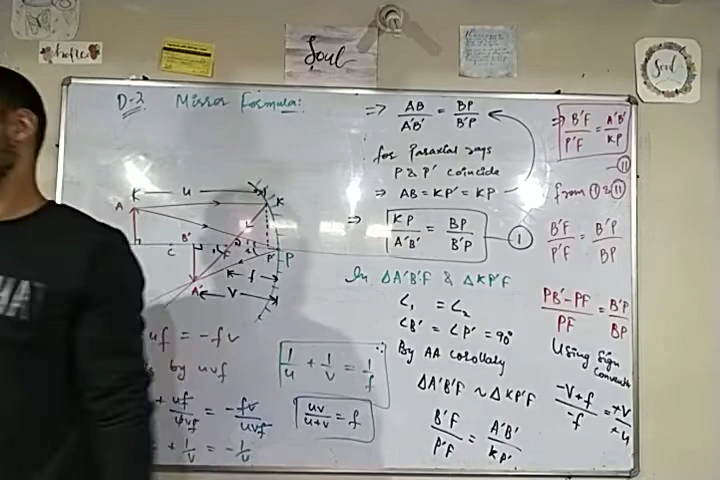 Soul
Soul
D-2 Mirror Formula:
K u K
A
C B' F P' P
f
A' V
uf = -fv
by uvf
+ uf/uvf = -fv/uvf
+ 1/v = -1/u
∴ 1/u + 1/v = 1/f
uv/u+v = f
⇒ AB/A'B' = BP/B'P
for Paraxial rays
P & P' coincide
⇒ AB = KP' = KP
⇒ KP/A'B' = BP/B'P — I
In ΔA'B'F & ΔKP'F
∠1 = ∠2
∠B' = ∠P' = 90°
By AA corollary
ΔA'B'F ~ ΔKP'F
B'F/P'F = A'B'/KP'
⇒ B'F/P'F = A'B'/KP
— II
from I & II
B'F/P'F = B'P/BP
PB'-PF/PF = B'P/BP
Using Sign
-V+f/-f = +V/+u